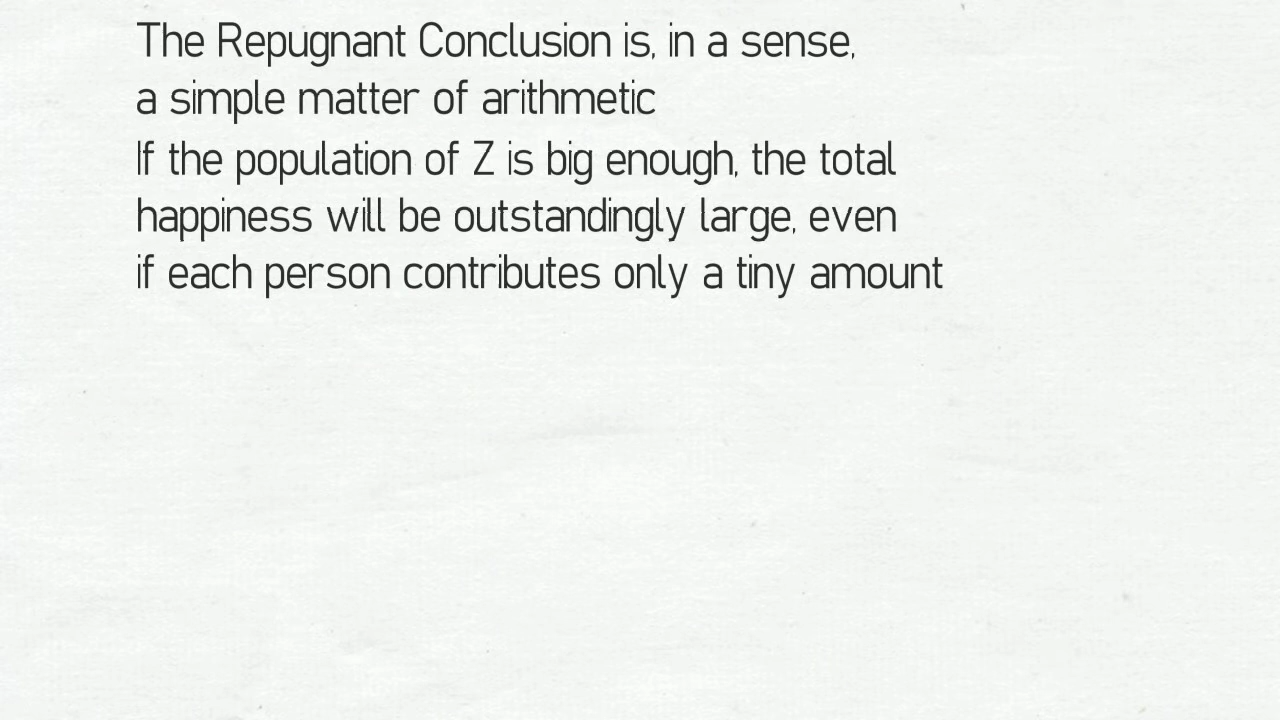 The Repugnant Conclusion is, in a sense,
a simple matter of arithmetic
If the population of Z is big enough, the total
happiness will be outstandingly large, even
if each person contributes only a tiny amount